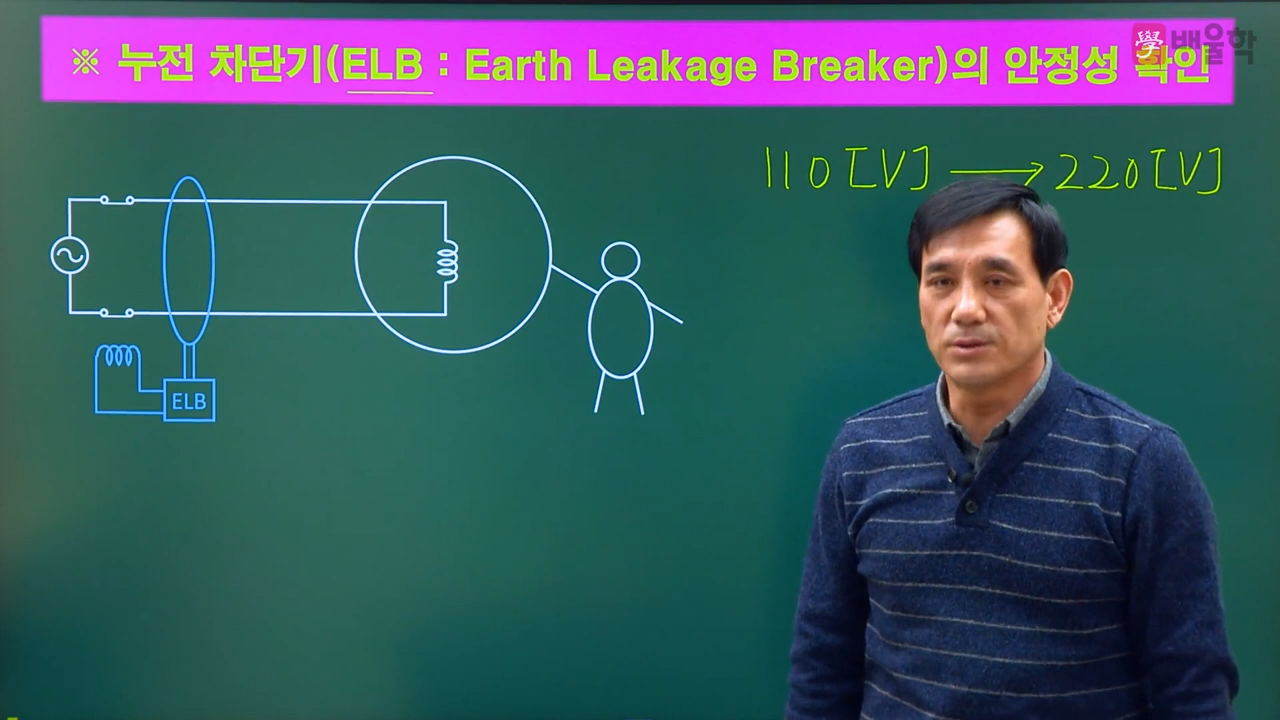 ※ 누전 차단기(ELB : Earth Leakage Breaker)의 안정성 확인
學 배울학
110[V] → 220[V]
ELB